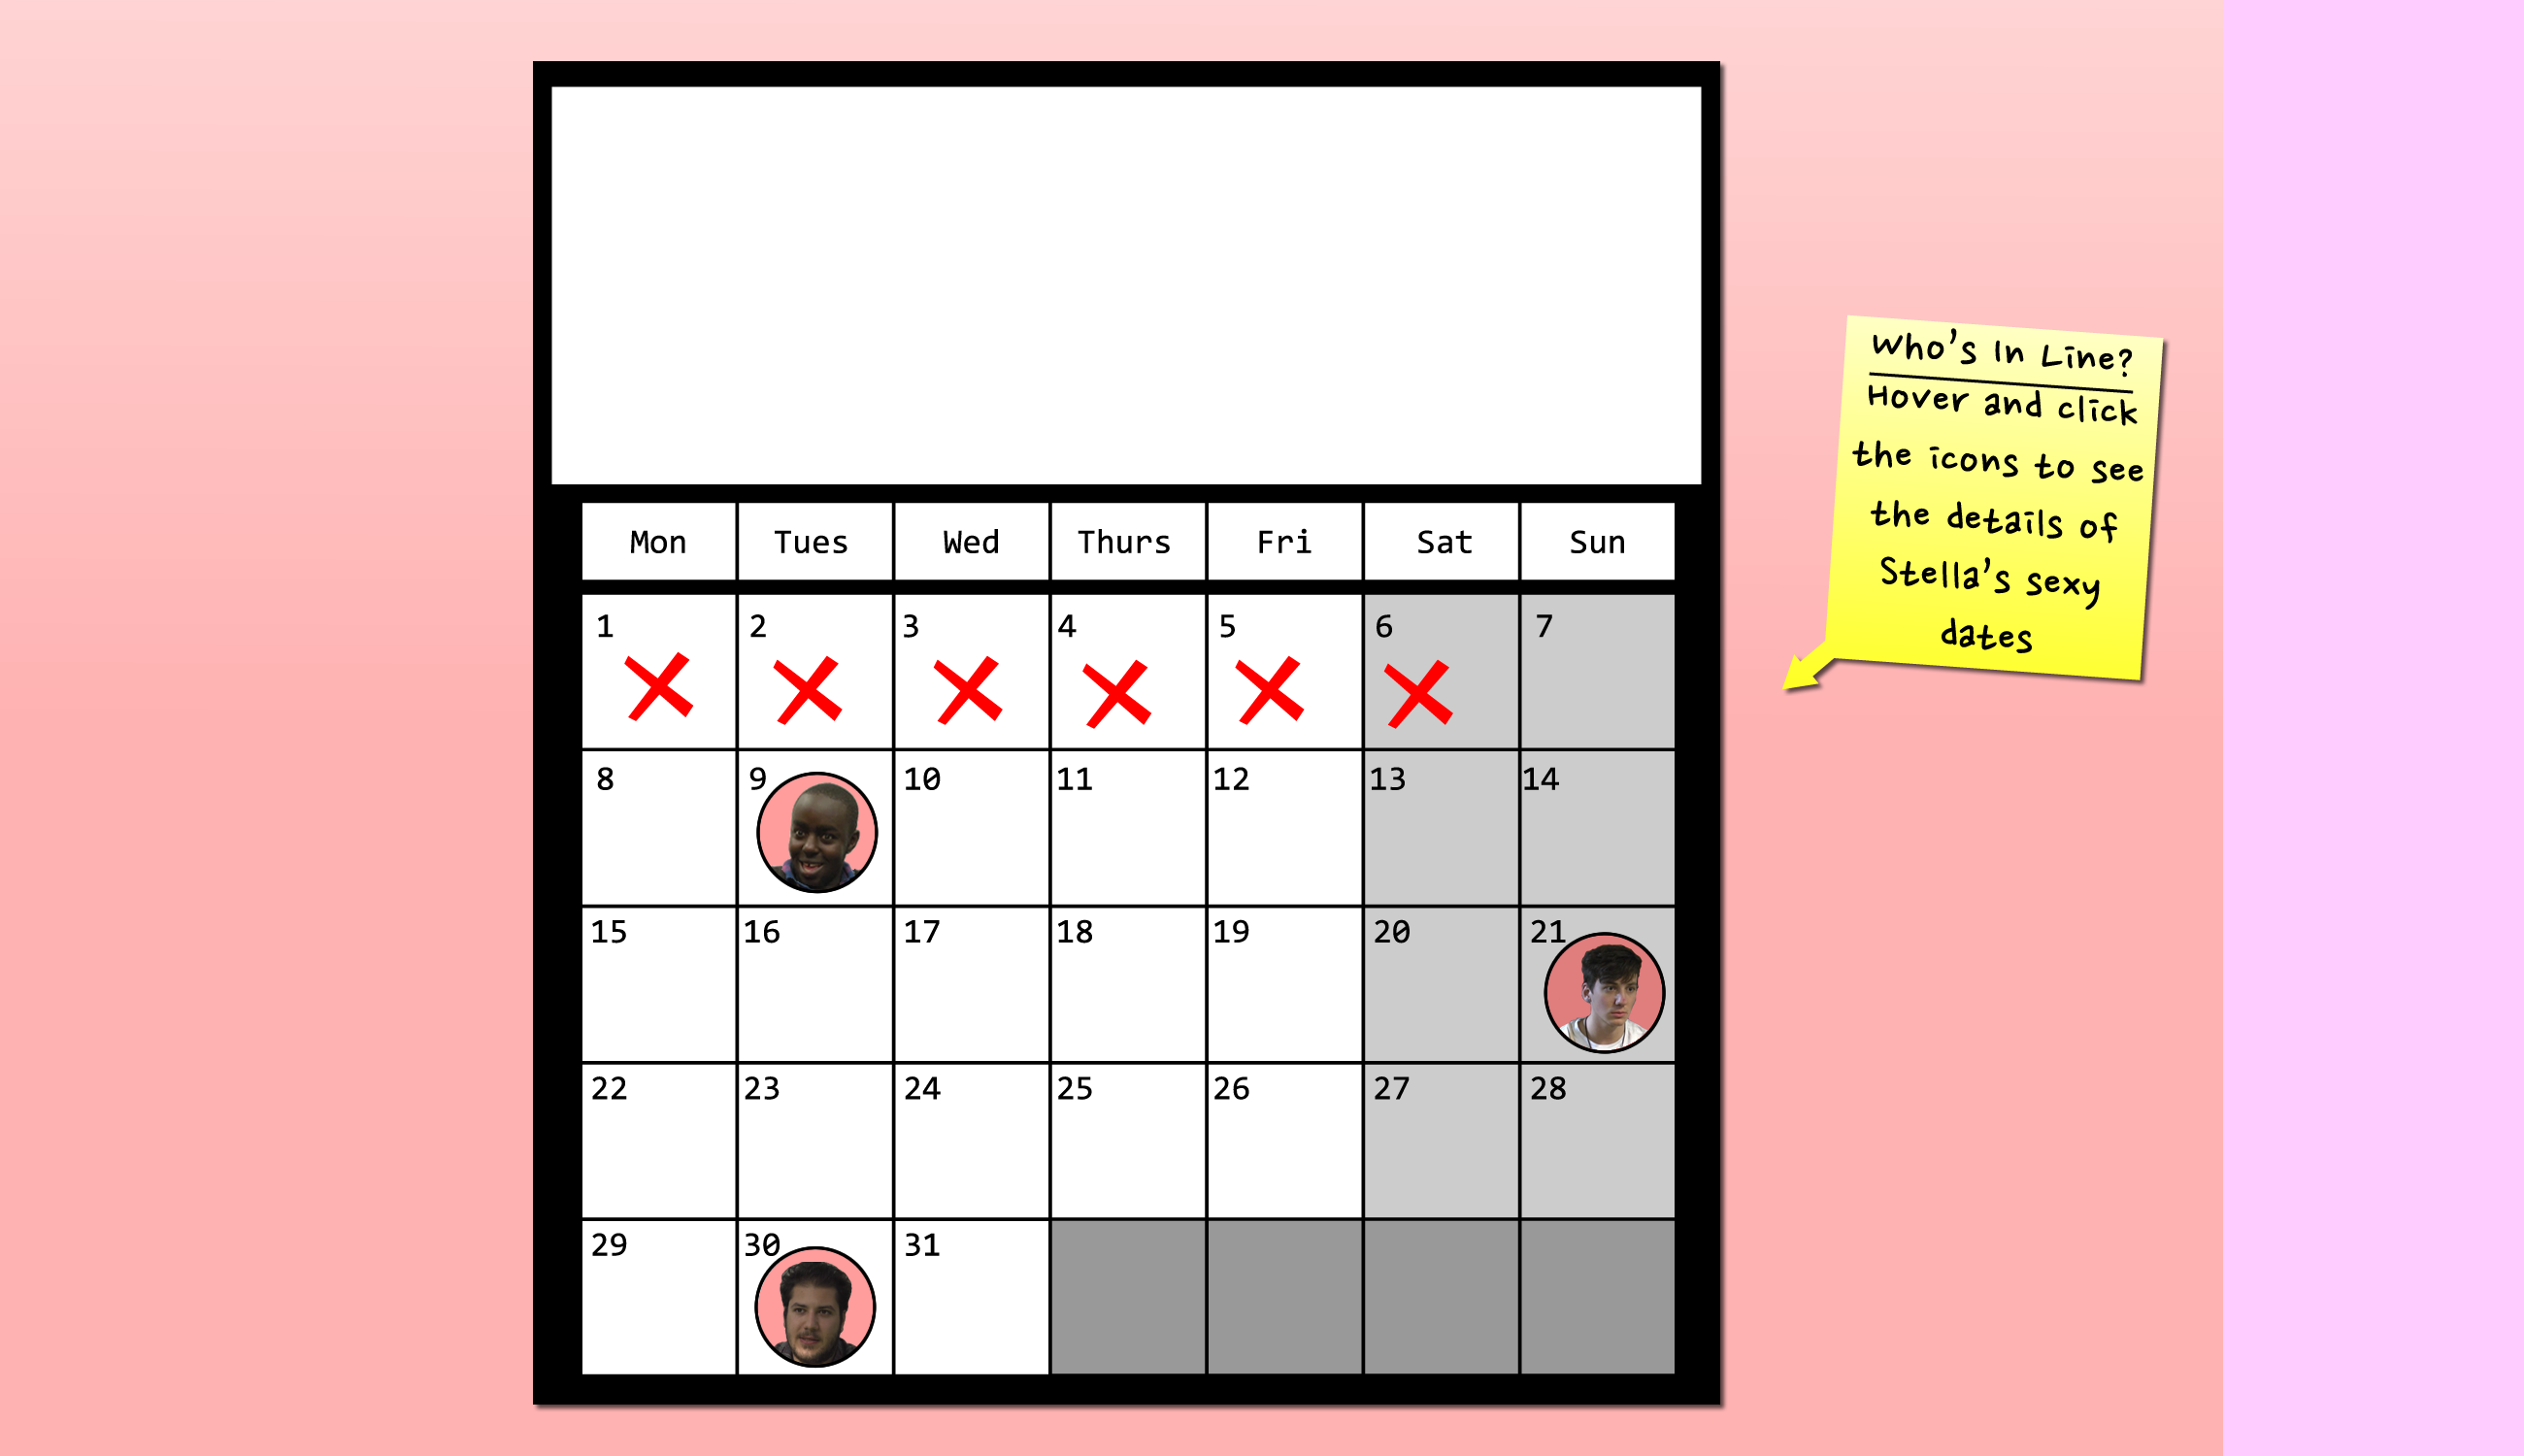 Mon Tues Wed Thurs Fri Sat Sun
1 2 3 4 5 6 7
8 9 10 11 12 13 14
15 16 17 18 19 20 21
22 23 24 25 26 27 28
29 30 31
Who's In Line?
Hover and click
the icons to see
the details of
Stella's sexy
dates